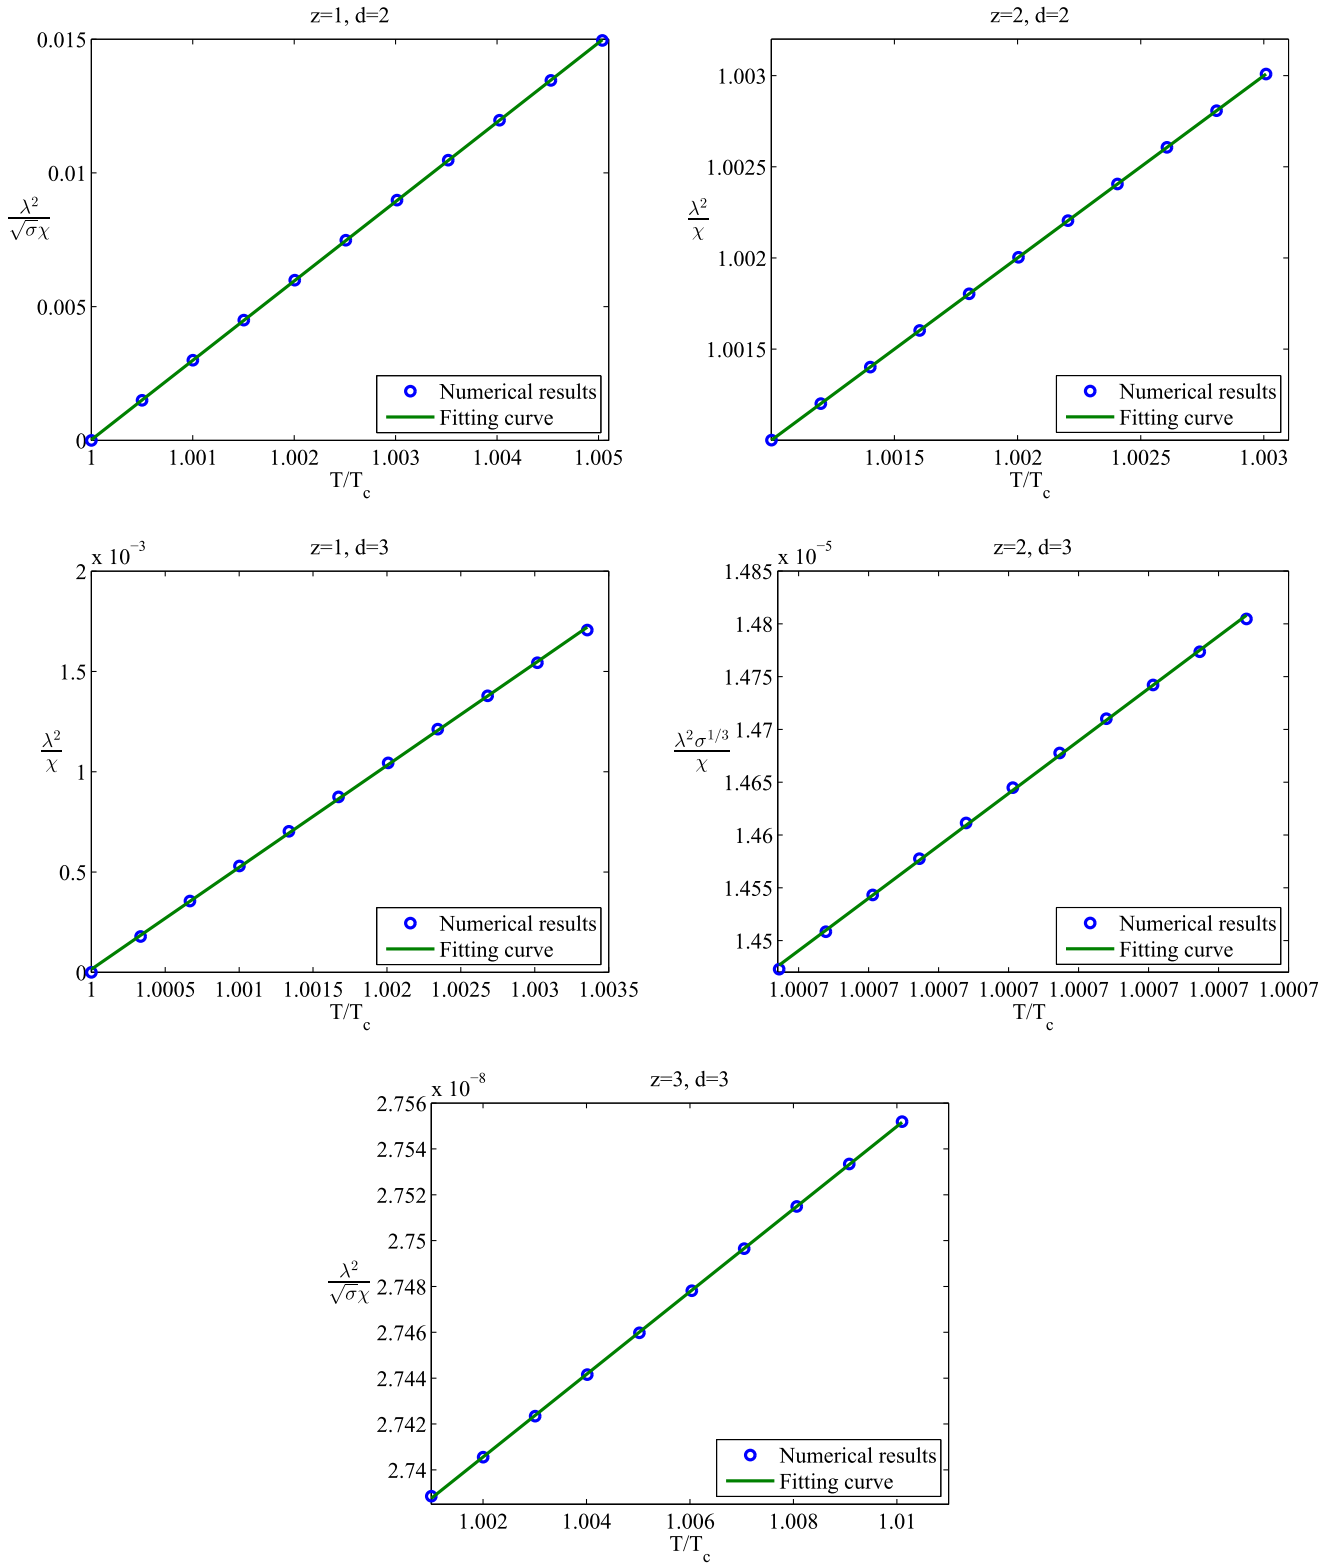 z=1, d=2
0.015
0.01
0.005
0
λ²
√σχ
1 1.001 1.002 1.003 1.004 1.005
T/Tc
Numerical results
Fitting curve
z=2, d=2
1.003
1.0025
1.002
1.0015
λ²
χ
1.0015 1.002 1.0025 1.003
T/Tc
Numerical results
Fitting curve
z=1, d=3
x 10⁻³
2
1.5
1
0.5
0
λ²
χ
1 1.0005 1.001 1.0015 1.002 1.0025 1.003 1.0035
T/Tc
Numerical results
Fitting curve
z=2, d=3
x 10⁻⁵
1.485
1.48
1.475
1.47
1.465
1.46
1.455
1.45
λ²σ^1/3
χ
1.0007 1.0007 1.0007 1.0007 1.0007 1.0007 1.0007 1.0007
T/Tc
Numerical results
Fitting curve
z=3, d=3
x 10⁻⁸
2.756
2.754
2.752
2.75
2.748
2.746
2.744
2.742
2.74
λ²
√σχ
1.002 1.004 1.006 1.008 1.01
T/Tc
Numerical results
Fitting curve